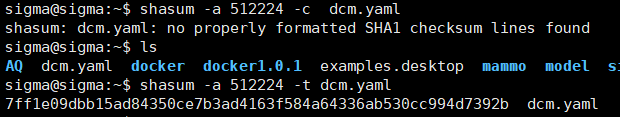 sigma@sigma:~$ shasum -a 512224 -c  dcm.yaml
shasum: dcm.yaml: no properly formatted SHA1 checksum lines found
sigma@sigma:~$ ls
AQ  dcm.yaml  docker  docker1.0.1  examples.desktop  mammo  model  si
sigma@sigma:~$ shasum -a 512224 -t dcm.yaml
7ff1e09dbb15ad84350ce7b3ad4163f584a64336ab530cc994d7392b  dcm.yaml